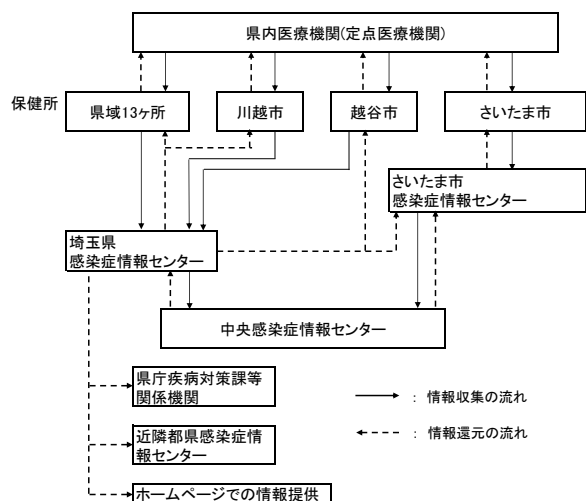 県内医療機関(定点医療機関)
保健所
県域13ヶ所
川越市
越谷市
さいたま市
さいたま市
感染症情報センター
埼玉県
感染症情報センター
中央感染症情報センター
県庁疾病対策課等
関係機関
： 情報収集の流れ
近隣都県感染症情
報センター
： 情報還元の流れ
ホームページでの情報提供